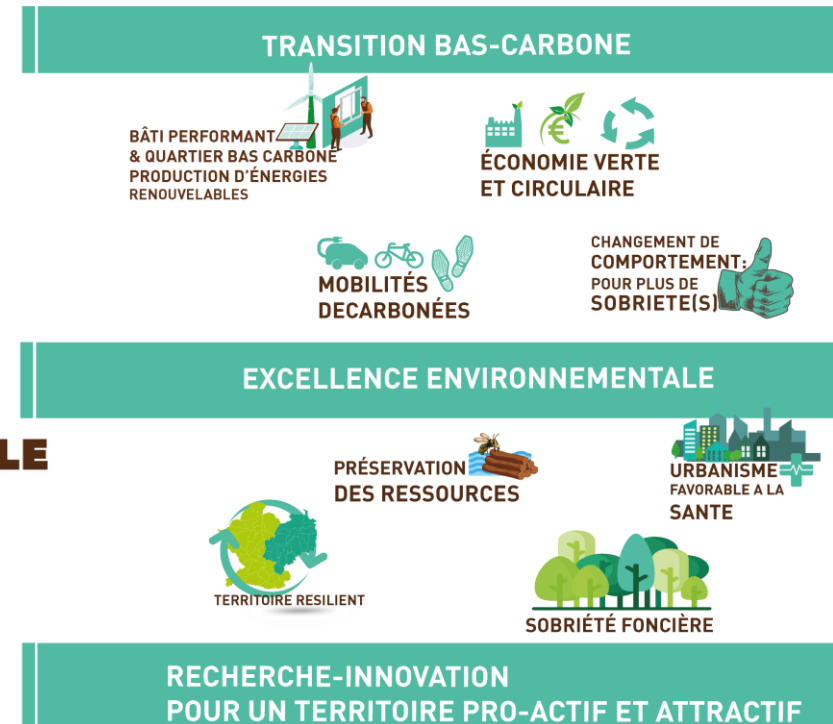 TRANSITION BAS-CARBONE
BÂTI PERFORMANT
& QUARTIER BAS CARBONE
PRODUCTION D'ÉNERGIES
RENOUVELABLES
ÉCONOMIE VERTE
ET CIRCULAIRE
MOBILITÉS
DECARBONÉES
CHANGEMENT DE
COMPORTEMENT:
POUR PLUS DE
SOBRIETE(S)
EXCELLENCE ENVIRONNEMENTALE
LE
PRÉSERVATION
DES RESSOURCES
URBANISME
FAVORABLE A LA
SANTE
TERRITOIRE RESILIENT
SOBRIÉTÉ FONCIÈRE
RECHERCHE-INNOVATION
POUR UN TERRITOIRE PRO-ACTIF ET ATTRACTIF